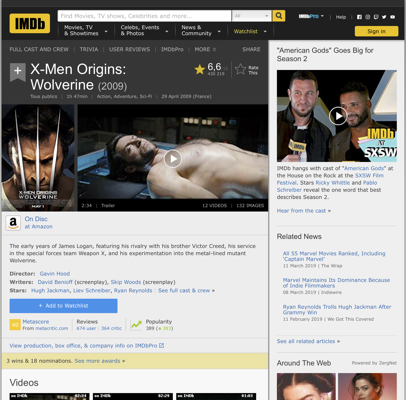 IMDb
Find Movies, TV shows, Celebrities and more...
All
IMDbPro
Help
Movies, TV & Showtimes
Celebs, Events & Photos
News & Community
Watchlist
Sign in
FULL CAST AND CREW | TRIVIA | USER REVIEWS | IMDbPro | MORE
SHARE
X-Men Origins:
Wolverine (2009)
6,6
Rate This
Tous publics | 1h 47min | Action, Adventure, Sci-Fi | 29 April 2009 (France)
X-MEN ORIGINS
WOLVERINE
MAY 1
2:34 | Trailer
12 VIDEOS | 132 IMAGES
On Disc
at Amazon
The early years of James Logan, featuring his rivalry with his brother Victor Creed, his service
in the special forces team Weapon X, and his experimentation into the metal-lined mutant
Wolverine.
Director: Gavin Hood
Writers: David Benioff (screenplay), Skip Woods (screenplay)
Stars: Hugh Jackman, Liev Schreiber, Ryan Reynolds | See full cast & crew »
+ Add to Watchlist
Metascore
From metacritic.com
Reviews
674 user | 364 critic
Popularity
View production, box office, & company info on IMDbPro
3 wins & 18 nominations. See more awards »
Videos
"American Gods" Goes Big for
Season 2
IMDb
AT
SXSW
IMDb hangs with cast of "American Gods" at
the House on the Rock at the SXSW Film
Festival. Stars Ricky Whittle and Pablo
Schreiber reveal the one word that best
describes Season 2.
Hear from the cast »
Related News
All 55 Marvel Movies Ranked, Including
'Captain Marvel'
11 March 2019 | The Wrap
Marvel Maintains Its Dominance Because
of Indie Filmmakers
08 March 2019 | Indiewire
Ryan Reynolds Trolls Hugh Jackman After
Grammy Win
11 February 2019 | We Got This Covered
See all related articles »
Around The Web
Powered by ZergNet